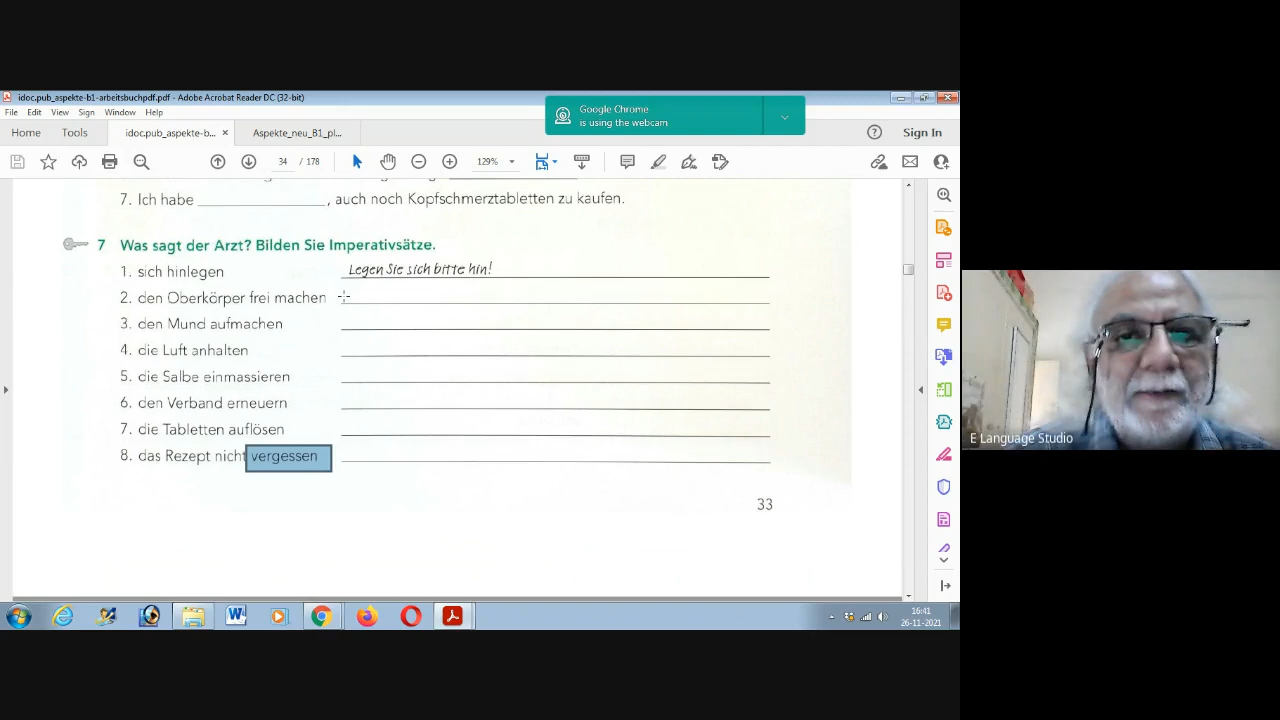 idoc.pub_aspekte-b1-arbeitsbuchpdf.pdf - Adobe Acrobat Reader DC (32-bit)
File Edit View Sign Window Help
Google Chrome
is using the webcam
Home Tools idoc.pub_aspekte-b... × Aspekte_neu_B1_pl... Sign In
34 / 178 129%
7. Ich habe ____________, auch noch Kopfschmerztabletten zu kaufen.
7 Was sagt der Arzt? Bilden Sie Imperativsätze.
1. sich hinlegen Legen Sie sich bitte hin!
2. den Oberkörper frei machen
3. den Mund aufmachen
4. die Luft anhalten
5. die Salbe einmassieren
6. den Verband erneuern
7. die Tabletten auflösen
8. das Rezept nicht vergessen
33
E Language Studio
16:41
26-11-2021